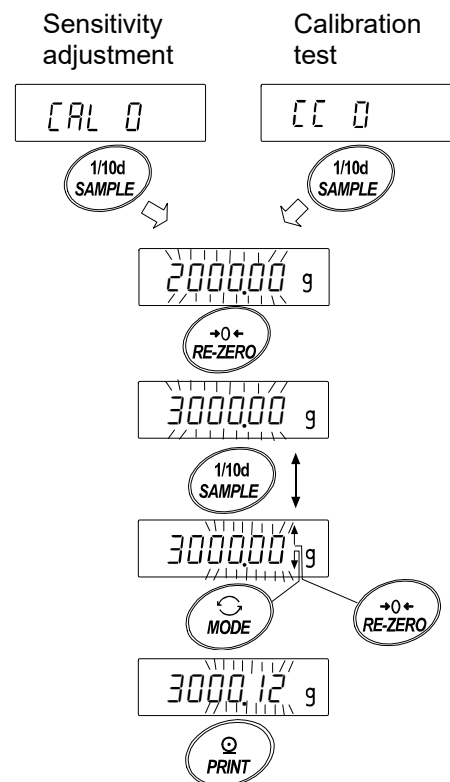 Sensitivity
adjustment
Calibration
test
CAL 0
CC 0
1/10d
SAMPLE
1/10d
SAMPLE
2000.00 g
→0←
RE-ZERO
3000.00 g
1/10d
SAMPLE
3000.00 g
MODE
→0←
RE-ZERO
3000.12 g
PRINT